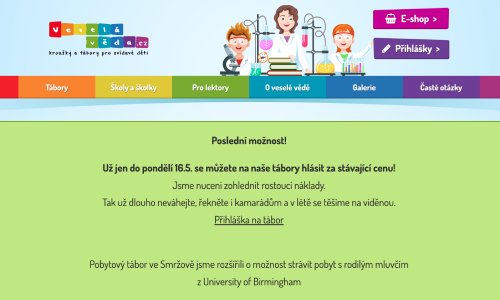 Veselá
věda.cz
kroužky a tábory pro zvídavé děti
E-shop >
Přihlášky >
Tábory
Školy a školky
Pro lektory
O veselé vědě
Galerie
Časté otázky
Poslední možnost!
Už jen do pondělí 16.5. se můžete na naše tábory hlásit za stávající cenu!
Jsme nuceni zohlednit rostoucí náklady.
Tak už dlouho neváhejte, řekněte i kamarádům a v létě se těšíme na viděnou.
Přihláška na tábor
Pobytový tábor ve Smržově jsme rozšířili o možnost strávit pobyt s rodilým mluvčím
z University of Birmingham